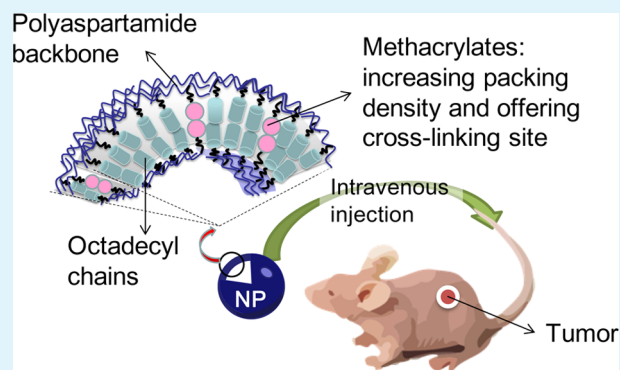 Polyaspartamide
backbone
Methacrylates:
increasing packing
density and offering
cross-linking site
Octadecyl
chains
Intravenous
injection
NP
Tumor